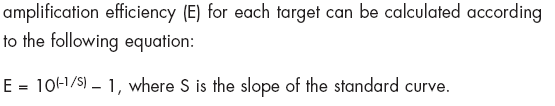 amplification efficiency (E) for each target can be calculated according
to the following equation:
E = 10(-1/S) – 1, where S is the slope of the standard curve.